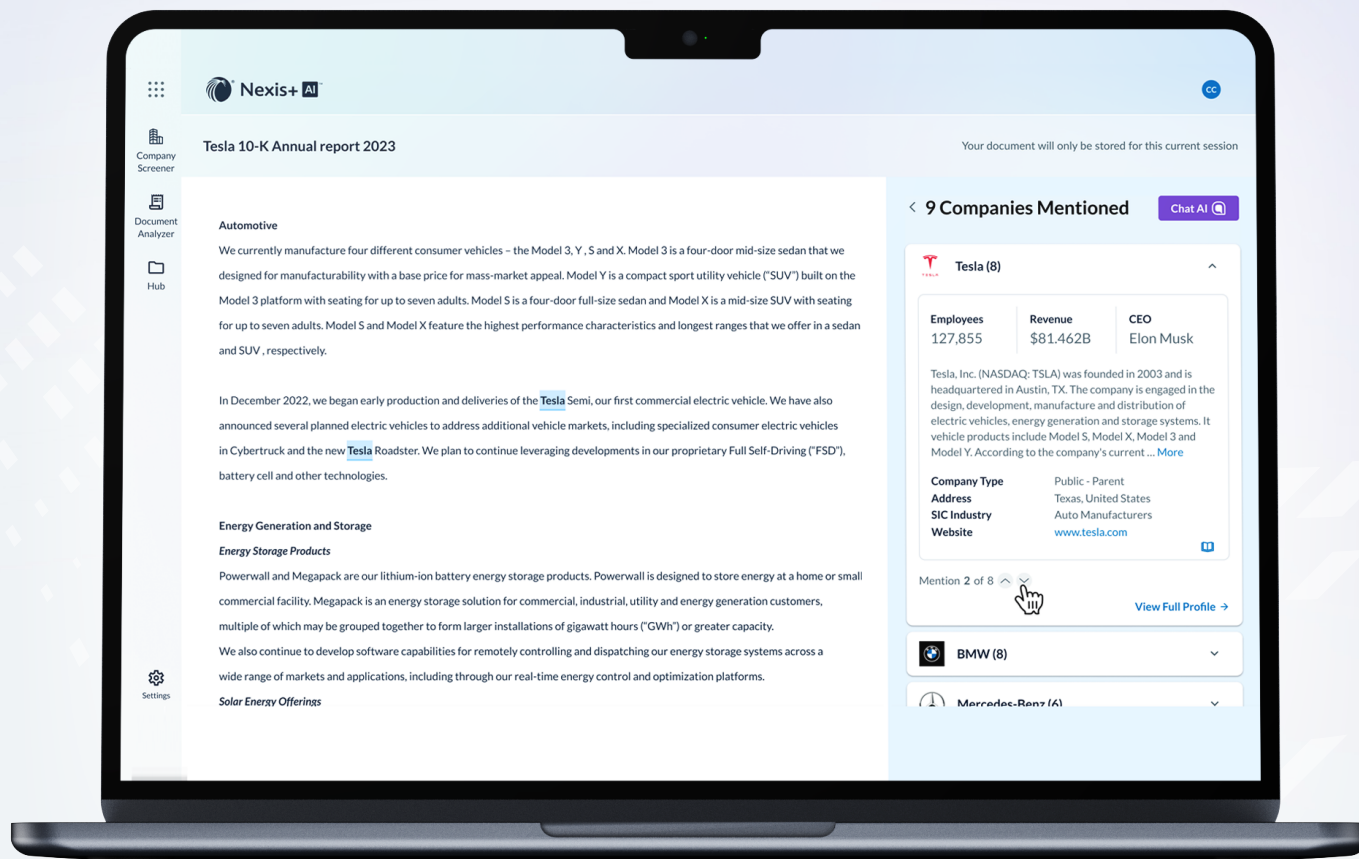 Nexis+ AI
CC
Company
Screener
Document
Analyzer
Hub
Settings
Tesla 10-K Annual report 2023
Your document will only be stored for this current session
Automotive
We currently manufacture four different consumer vehicles – the Model 3, Y , S and X. Model 3 is a four-door mid-size sedan that we
designed for manufacturability with a base price for mass-market appeal. Model Y is a compact sport utility vehicle ("SUV") built on the
Model 3 platform with seating for up to seven adults. Model S is a four-door full-size sedan and Model X is a mid-size SUV with seating
for up to seven adults. Model S and Model X feature the highest performance characteristics and longest ranges that we offer in a sedan
and SUV , respectively.
In December 2022, we began early production and deliveries of the Tesla Semi, our first commercial electric vehicle. We have also
announced several planned electric vehicles to address additional vehicle markets, including specialized consumer electric vehicles
in Cybertruck and the new Tesla Roadster. We plan to continue leveraging developments in our proprietary Full Self-Driving ("FSD"),
battery cell and other technologies.
Energy Generation and Storage
Energy Storage Products
Powerwall and Megapack are our lithium-ion battery energy storage products. Powerwall is designed to store energy at a home or small
commercial facility. Megapack is an energy storage solution for commercial, industrial, utility and energy generation customers,
multiple of which may be grouped together to form larger installations of gigawatt hours ("GWh") or greater capacity.
We also continue to develop software capabilities for remotely controlling and dispatching our energy storage systems across a
wide range of markets and applications, including through our real-time energy control and optimization platforms.
Solar Energy Offerings
9 Companies Mentioned
Chat AI
TESLA
Tesla (8)
Employees Revenue CEO
127,855 $81.462B Elon Musk
Tesla, Inc. (NASDAQ: TSLA) was founded in 2003 and is
headquartered in Austin, TX. The company is engaged in the
design, development, manufacture and distribution of
electric vehicles, energy generation and storage systems. It
vehicle products include Model S, Model X, Model 3 and
Model Y. According to the company's current ... More
Company Type Public - Parent
Address Texas, United States
SIC Industry Auto Manufacturers
Website www.tesla.com
Mention 2 of 8
View Full Profile
BMW (8)
Mercedes-Benz (6)